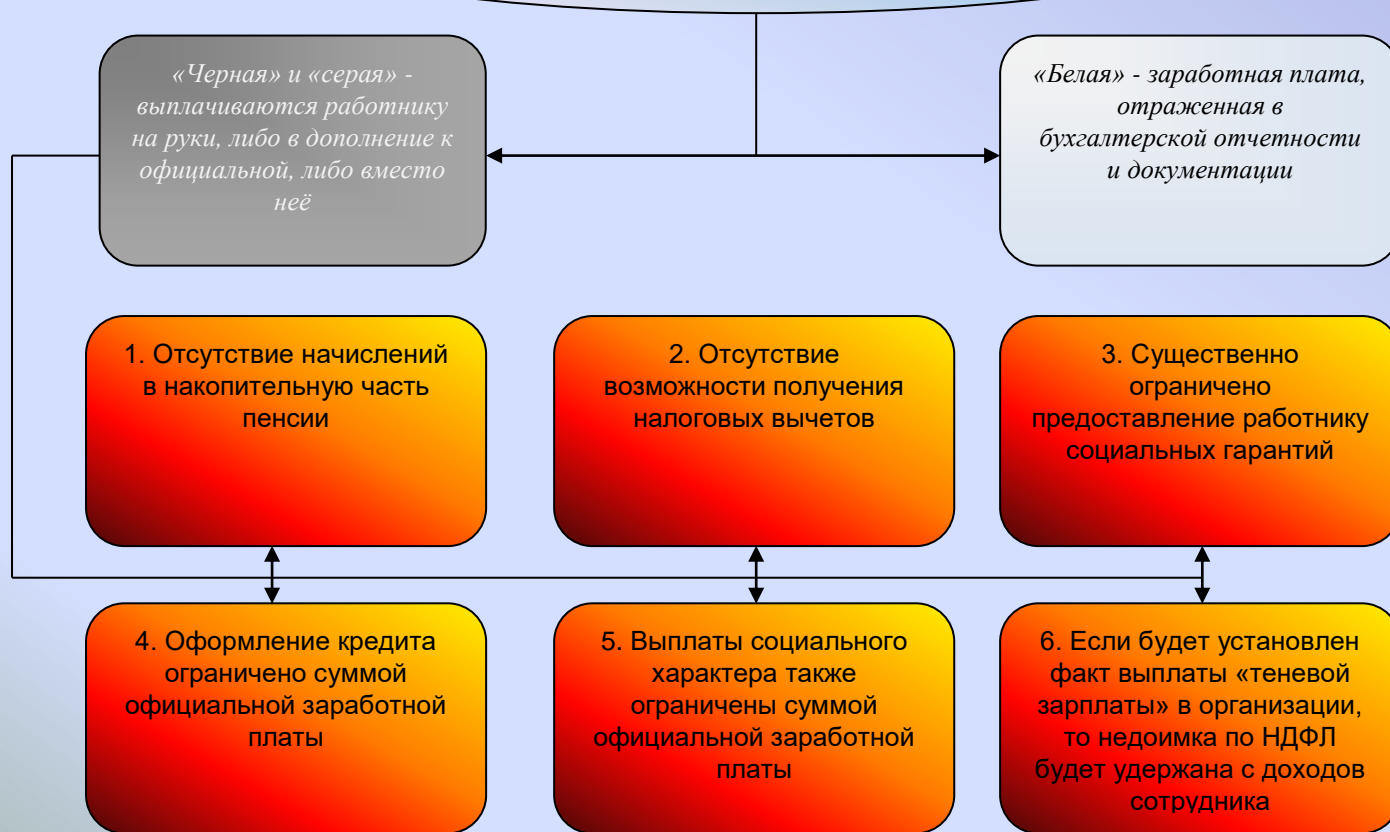 «Черная» и «серая» -
выплачиваются работнику
на руки, либо в дополнение к
официальной, либо вместо
неё
«Белая» - заработная плата,
отраженная в
бухгалтерской отчетности
и документации
1. Отсутствие начислений
в накопительную часть
пенсии
2. Отсутствие
возможности получения
налоговых вычетов
3. Существенно
ограничено
предоставление работнику
социальных гарантий
4. Оформление кредита
ограничено суммой
официальной заработной
платы
5. Выплаты социального
характера также
ограничены суммой
официальной заработной
платы
6. Если будет установлен
факт выплаты «теневой
зарплаты» в организации,
то недоимка по НДФЛ
будет удержана с доходов
сотрудника